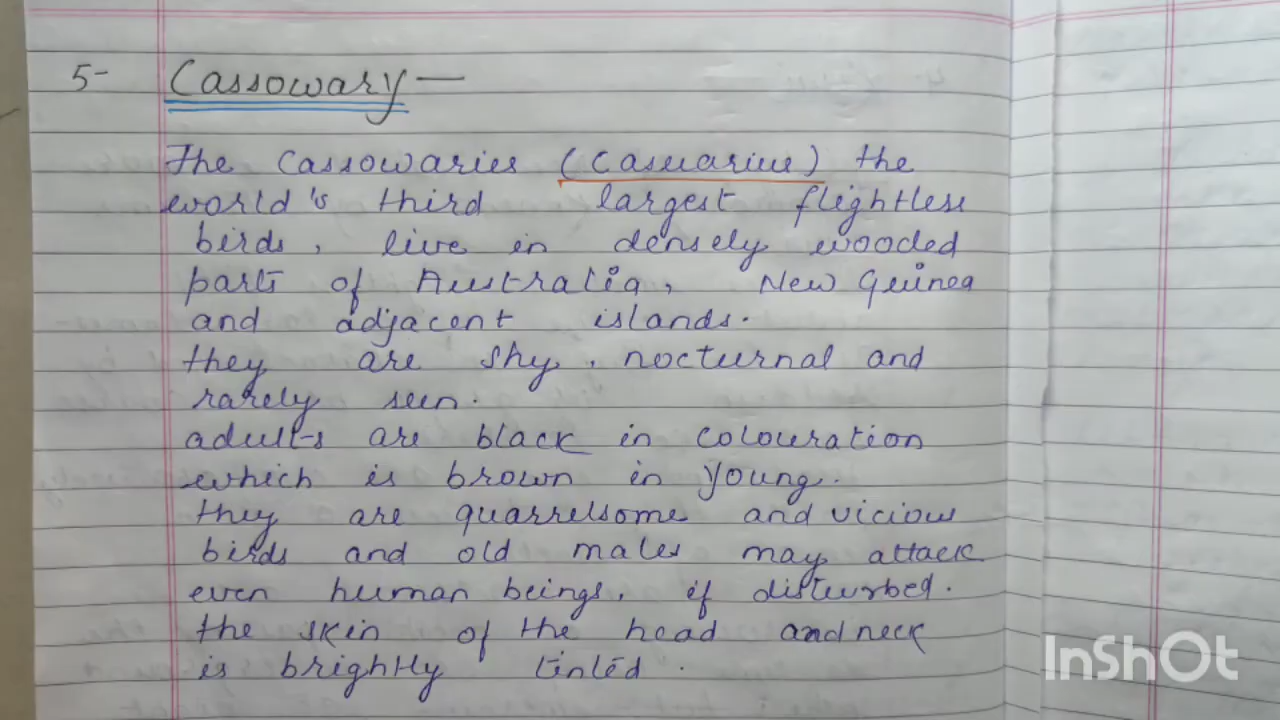 5- Cassowary —
The Cassowaries (Casuarius) the
world's third largest flightless
birds, live in densely wooded
parts of Australia, New Guinea
and adjacent islands.
they are shy, nocturnal and
rarely seen.
adults are black in colouration
which is brown in young.
they are quarrelsome and vicious
birds and old males may attack
even human beings, if disturbed.
the skin of the head and neck
is brightly tinted.
InShOt